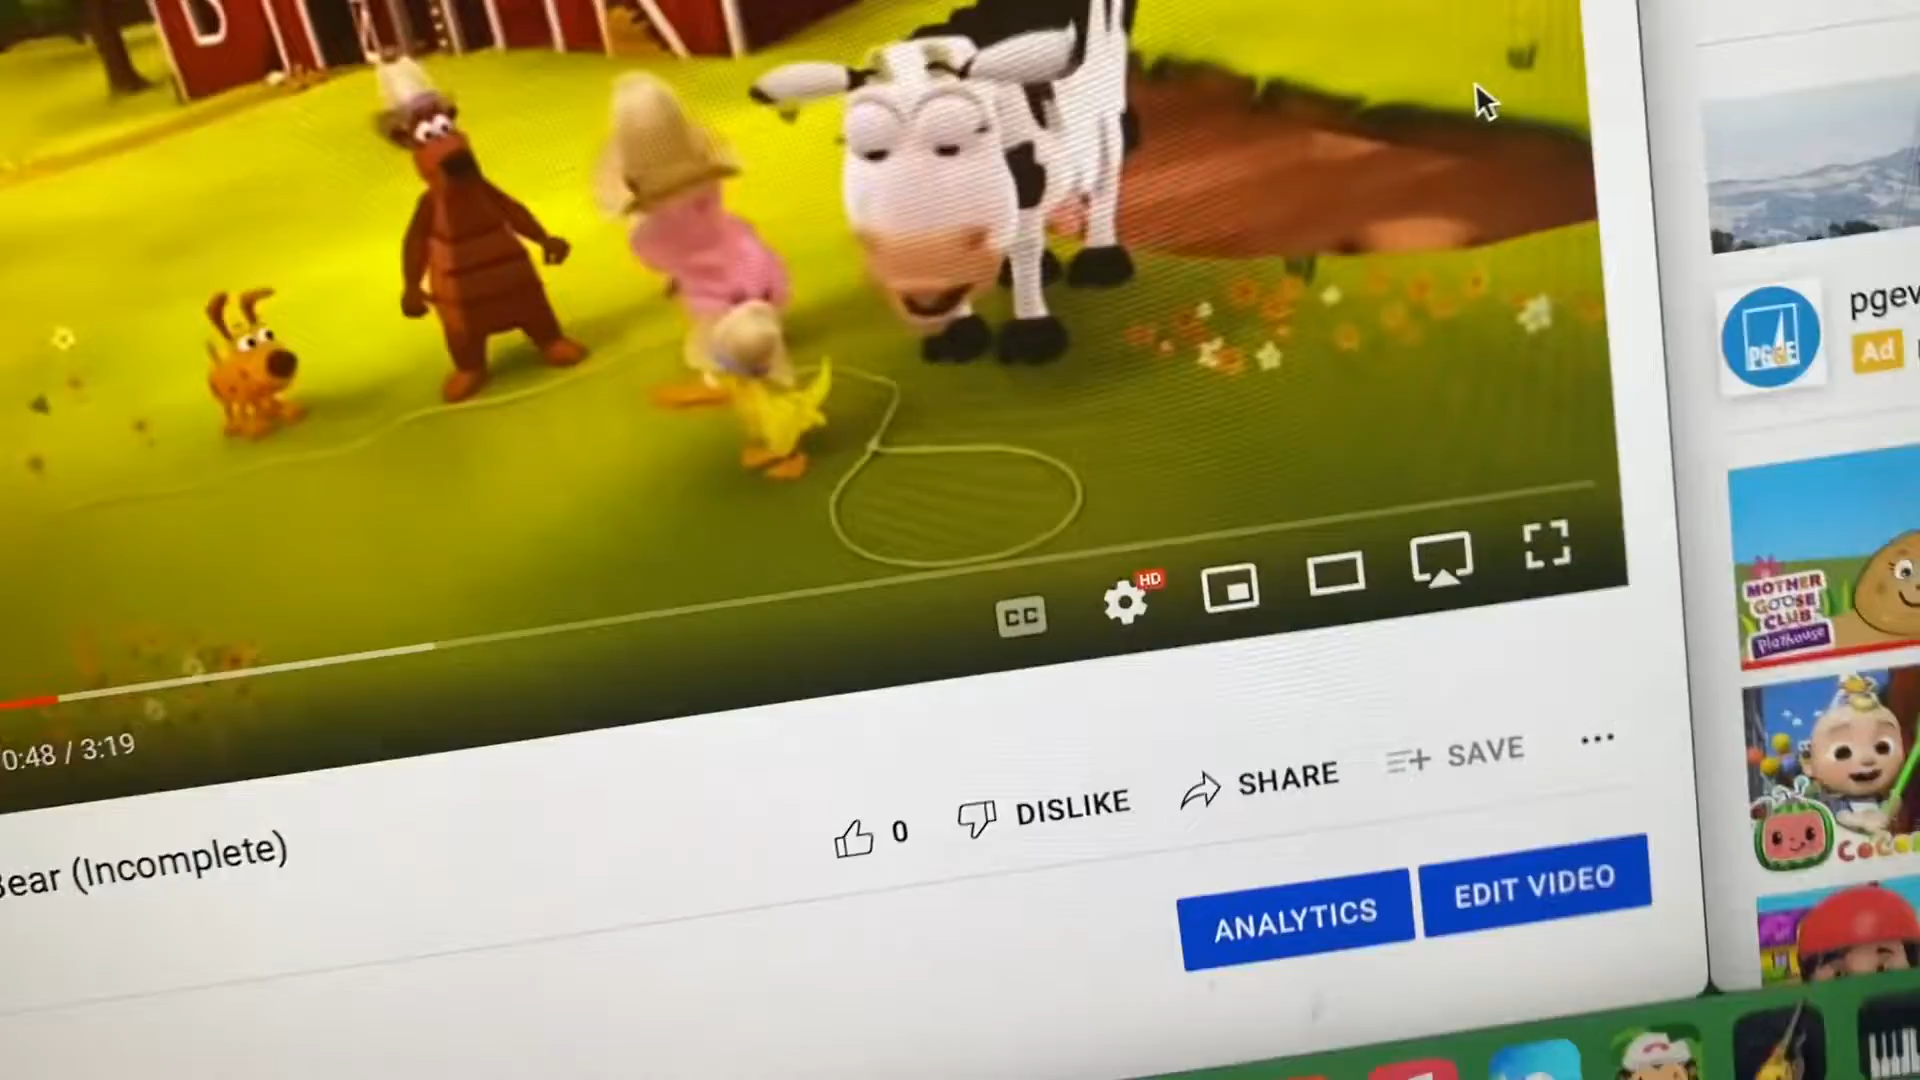 HD
CC
0:48 / 3:19
Bear (Incomplete)
0
DISLIKE
SHARE
SAVE
ANALYTICS
EDIT VIDEO
PG&E
pgev
Ad
MOTHER
GOOSE
CLUB
Playhouse